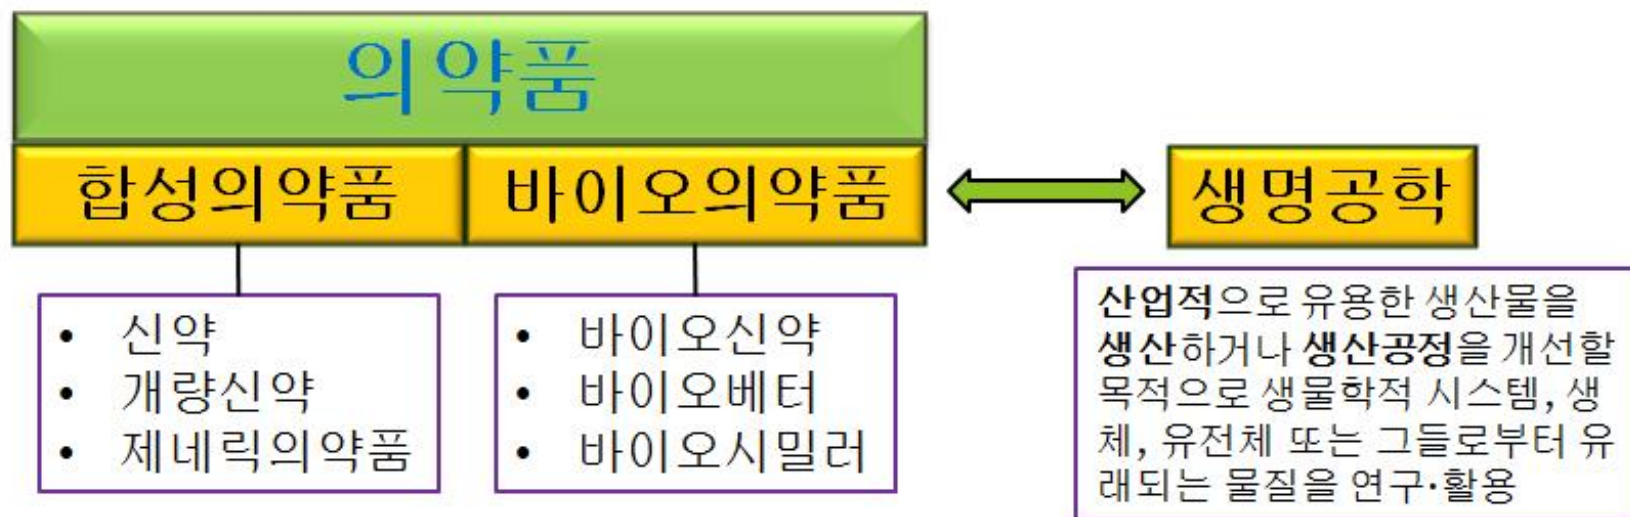 의약품
합성의약품
바이오의약품
생명공학
• 신약
• 개량신약
• 제네릭의약품
• 바이오신약
• 바이오베터
• 바이오시밀러
산업적으로 유용한 생산물을
생산하거나 생산공정을 개선할
목적으로 생물학적 시스템, 생
체, 유전체 또는 그들로부터 유
래되는 물질을 연구·활용